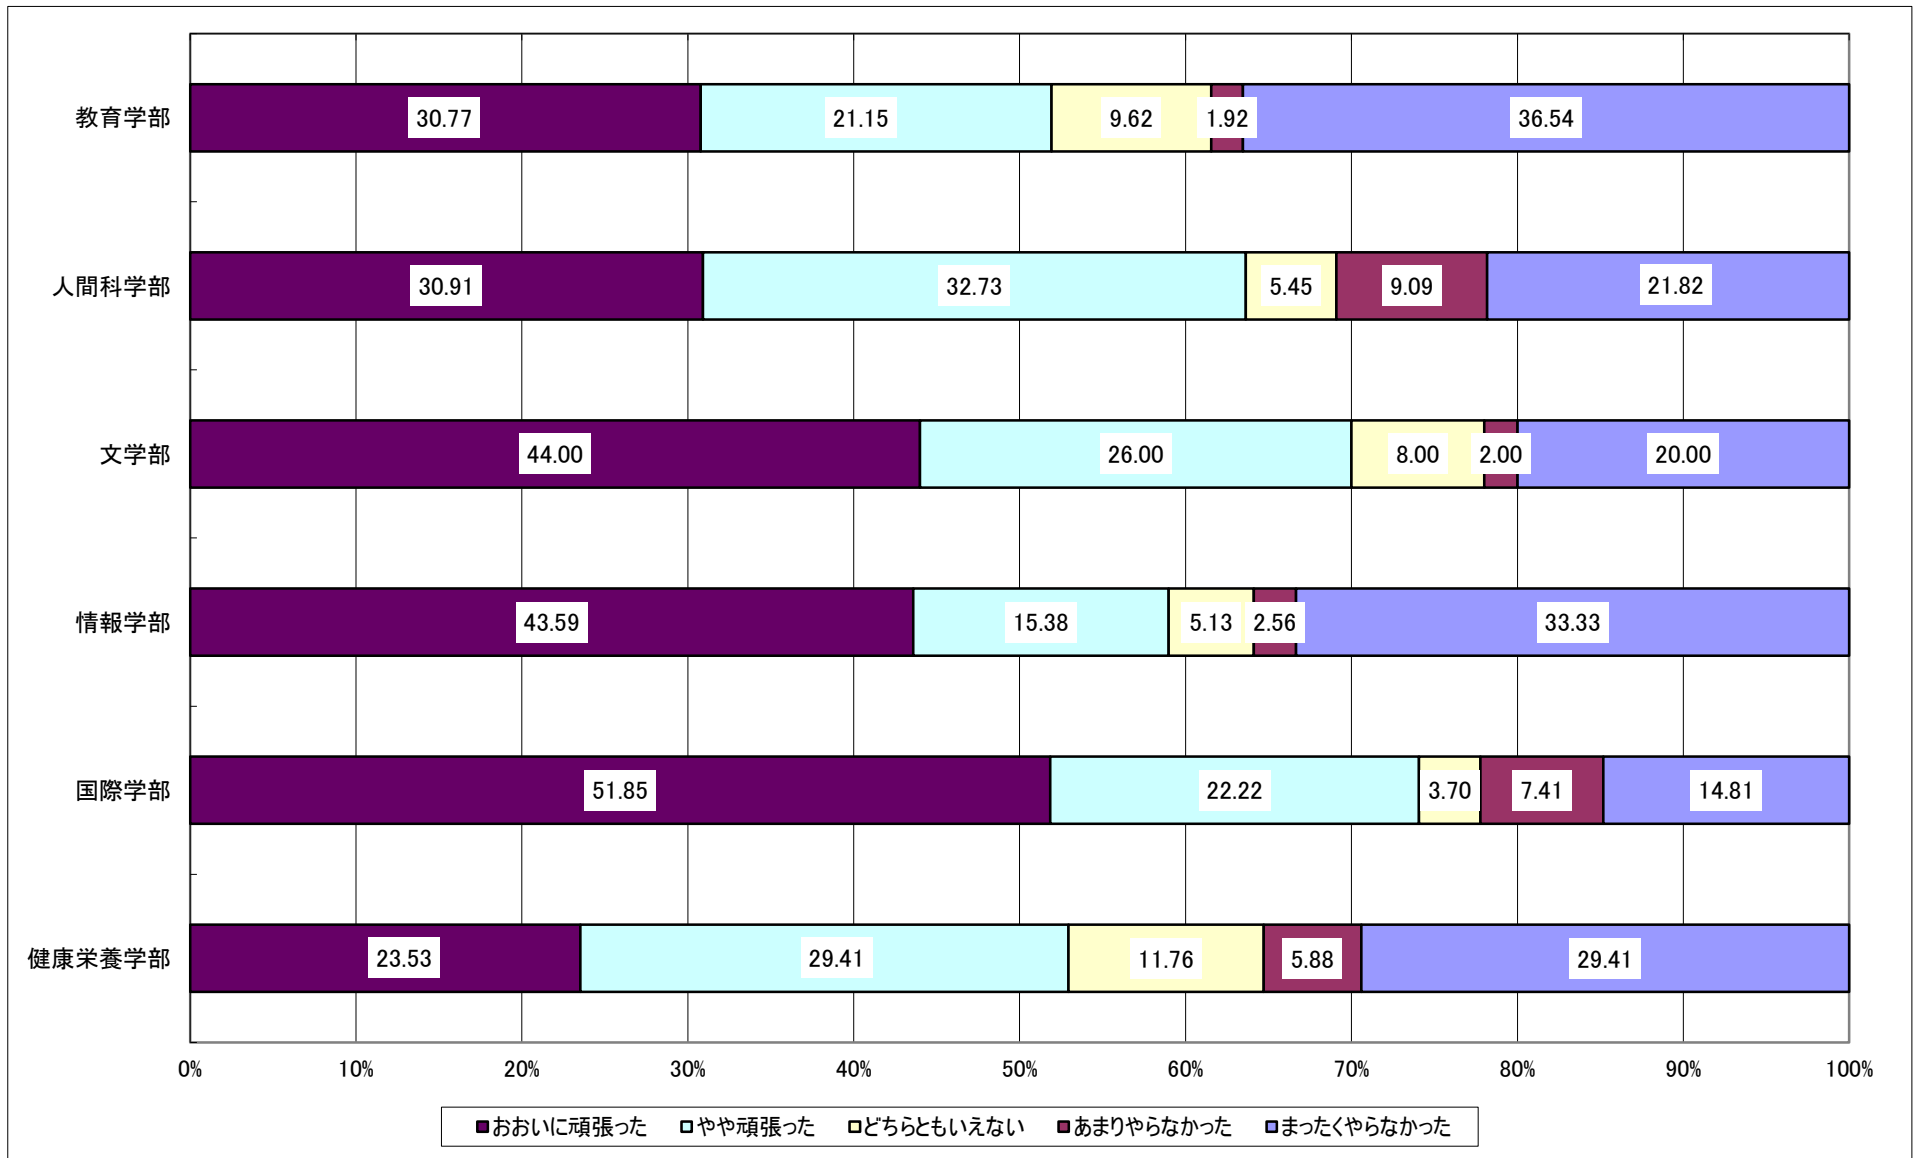 教育学部 30.77 21.15 9.62 1.92 36.54
人間科学部 30.91 32.73 5.45 9.09 21.82
文学部 44.00 26.00 8.00 2.00 20.00
情報学部 43.59 15.38 5.13 2.56 33.33
国際学部 51.85 22.22 3.70 7.41 14.81
健康栄養学部 23.53 29.41 11.76 5.88 29.41
0% 10% 20% 30% 40% 50% 60% 70% 80% 90% 100%
おおいに頑張った やや頑張った どちらともいえない あまりやらなかった まったくやらなかった